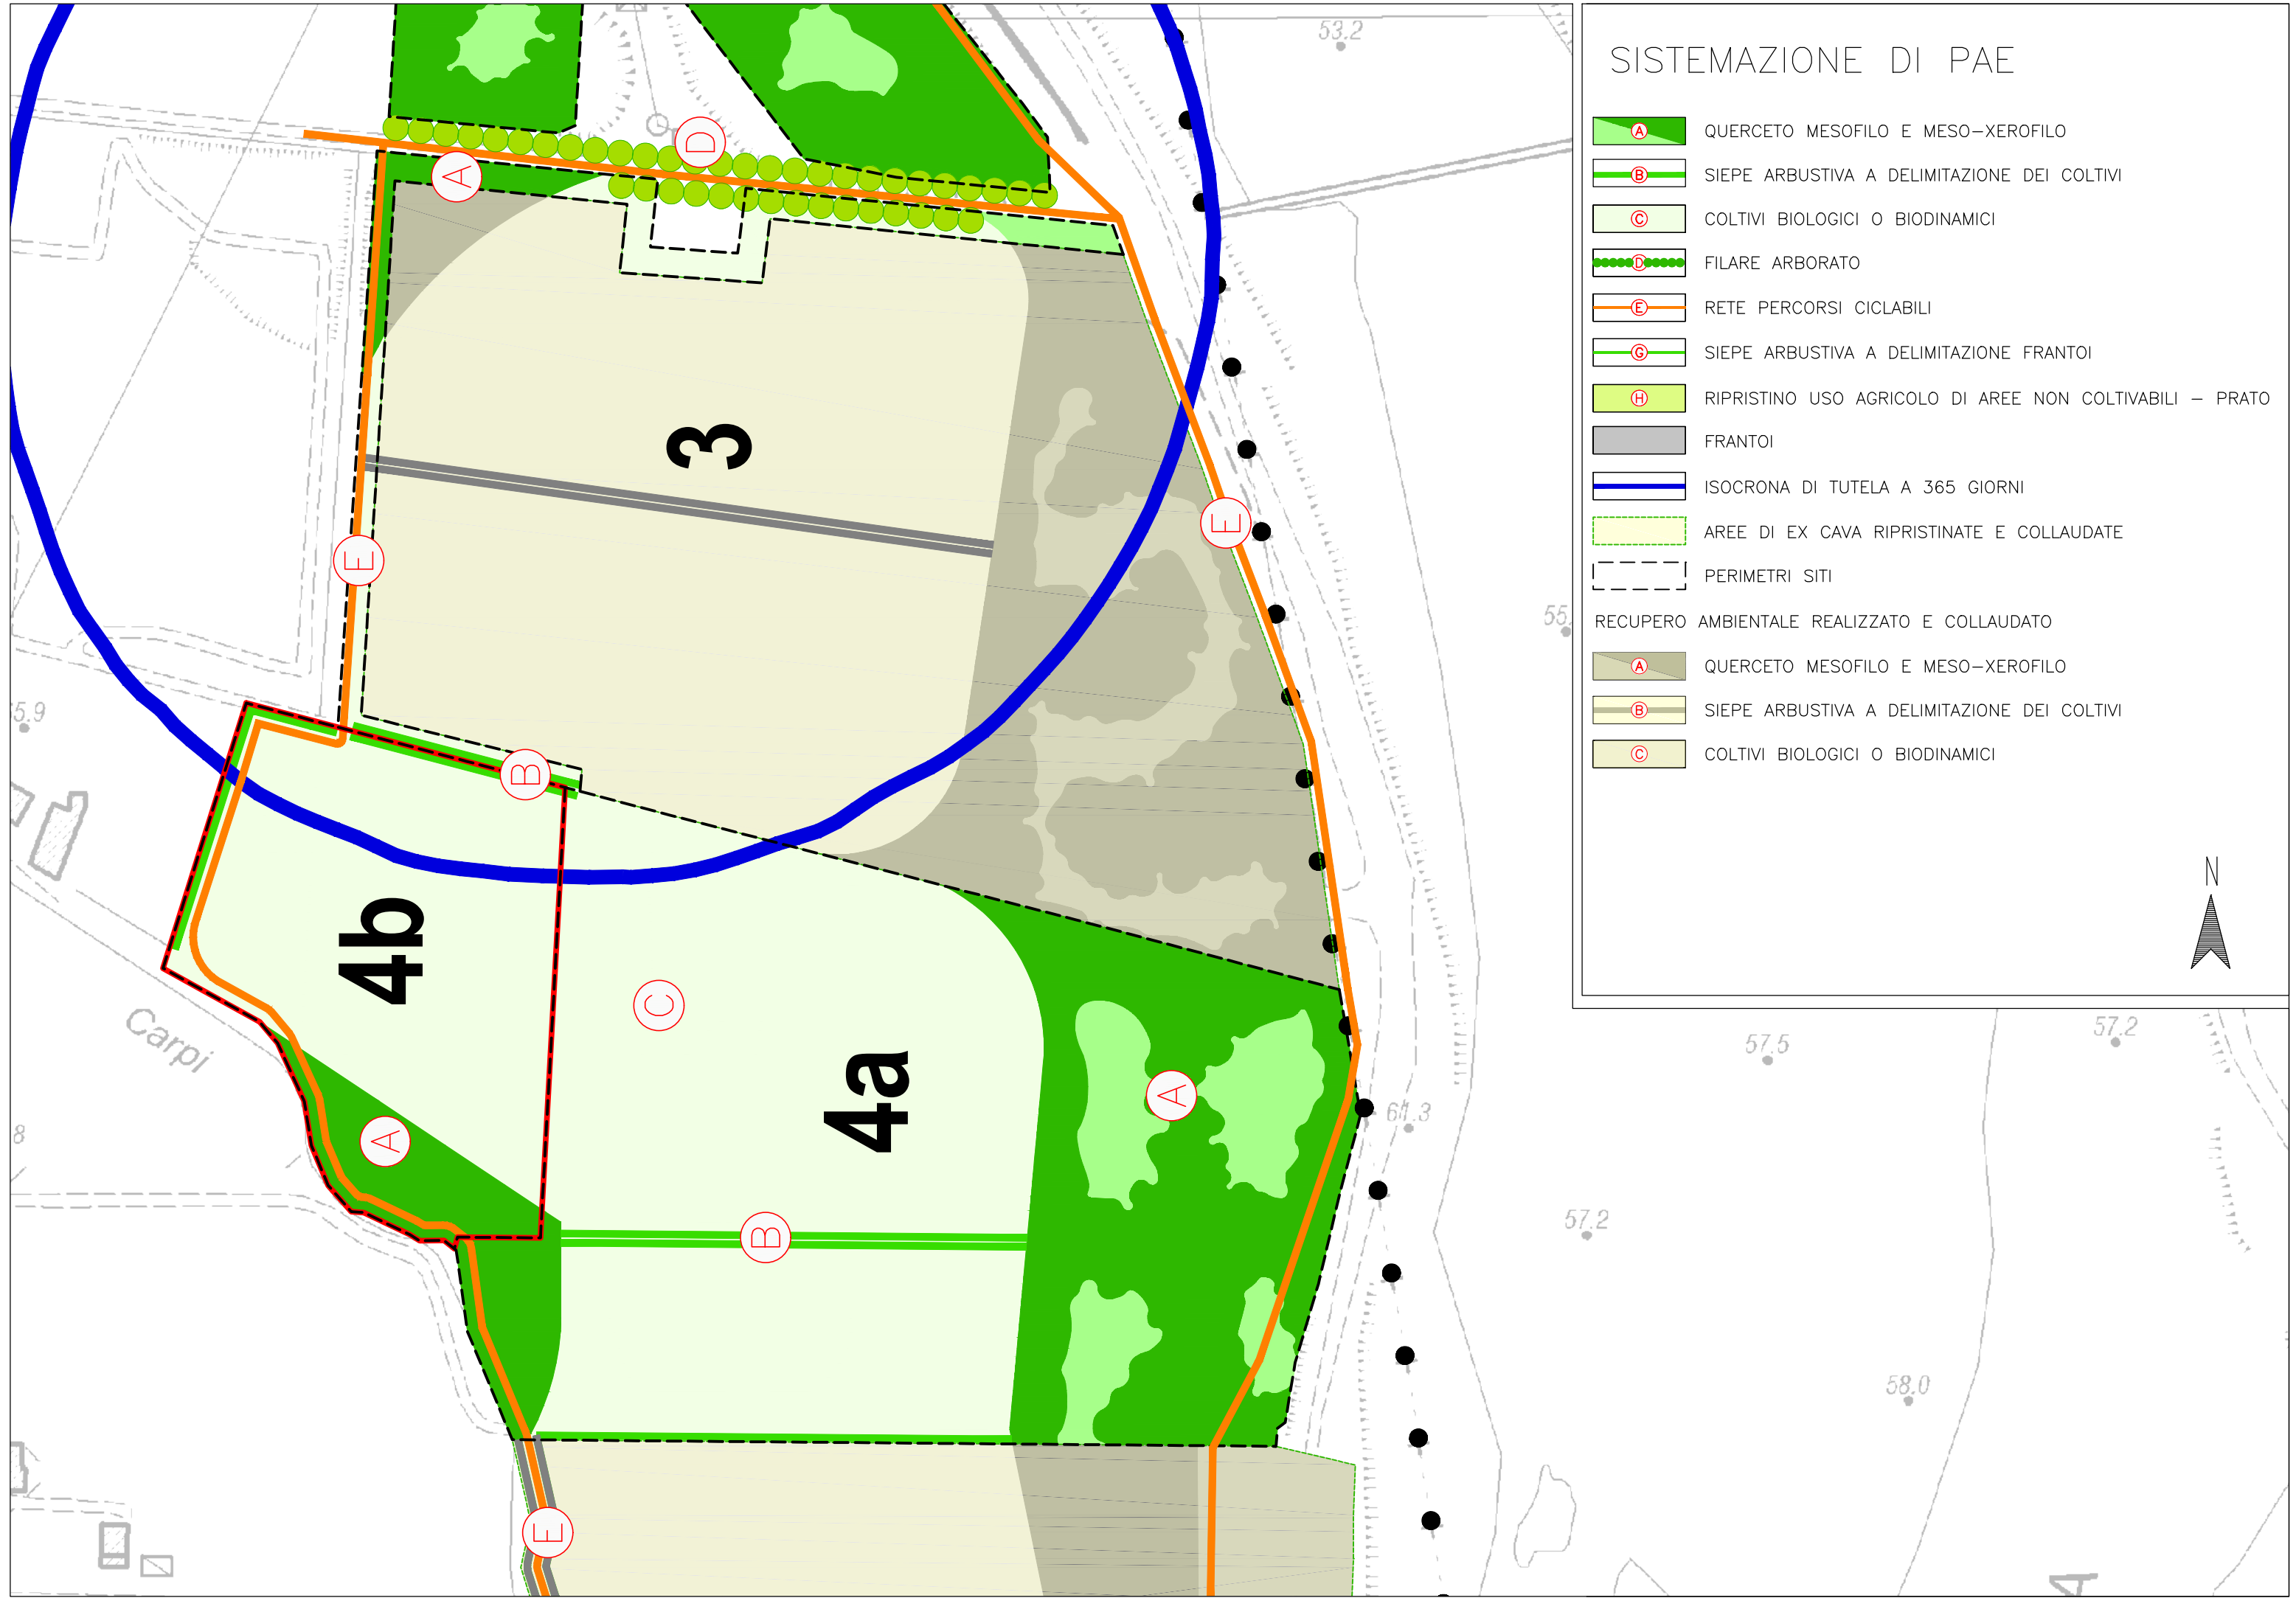 SISTEMAZIONE DI PAE
A QUERCETO MESOFILO E MESO-XEROFILO
B SIEPE ARBUSTIVA A DELIMITAZIONE DEI COLTIVI
C COLTIVI BIOLOGICI O BIODINAMICI
D FILARE ARBORATO
E RETE PERCORSI CICLABILI
G SIEPE ARBUSTIVA A DELIMITAZIONE FRANTOI
H RIPRISTINO USO AGRICOLO DI AREE NON COLTIVABILI - PRATO
FRANTOI
ISOCRONA DI TUTELA A 365 GIORNI
AREE DI EX CAVA RIPRISTINATE E COLLAUDATE
PERIMETRI SITI
RECUPERO AMBIENTALE REALIZZATO E COLLAUDATO
A QUERCETO MESOFILO E MESO-XEROFILO
B SIEPE ARBUSTIVA A DELIMITAZIONE DEI COLTIVI
C COLTIVI BIOLOGICI O BIODINAMICI
N
53.2
D
A
3
E
E
55.
5.9
B
4b
C
Carpi
4a
A
A
8
61.3
57.5
57.2
B
57.2
58.0
E
A